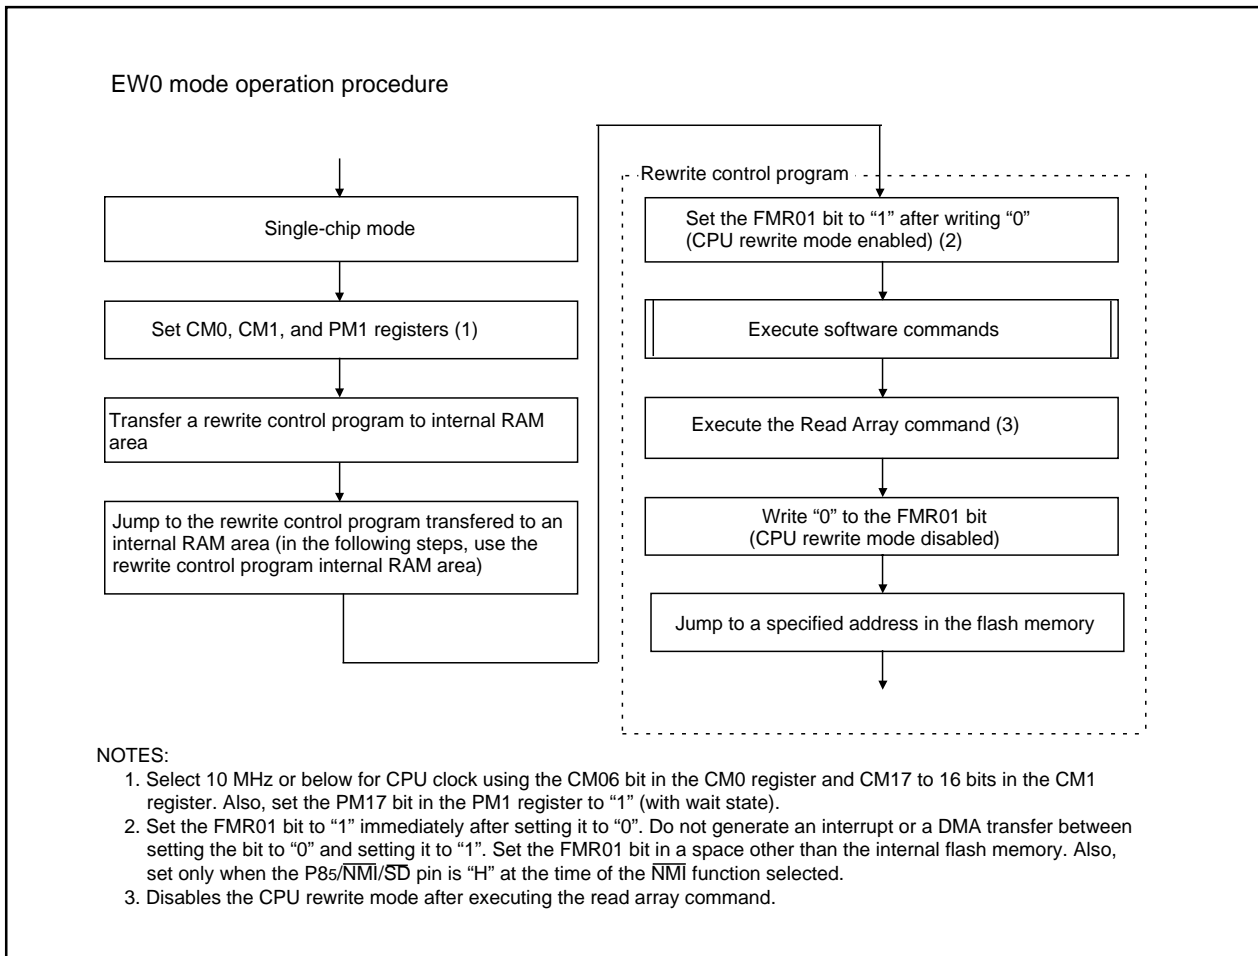 EW0 mode operation procedure
Single-chip mode
Set CM0, CM1, and PM1 registers (1)
Transfer a rewrite control program to internal RAM
area
Jump to the rewrite control program transfered to an
internal RAM area (in the following steps, use the
rewrite control program internal RAM area)
Rewrite control program
Set the FMR01 bit to “1” after writing “0”
(CPU rewrite mode enabled) (2)
Execute software commands
Execute the Read Array command (3)
Write “0” to the FMR01 bit
(CPU rewrite mode disabled)
Jump to a specified address in the flash memory
NOTES:
1. Select 10 MHz or below for CPU clock using the CM06 bit in the CM0 register and CM17 to 16 bits in the CM1
register. Also, set the PM17 bit in the PM1 register to “1” (with wait state).
2. Set the FMR01 bit to “1” immediately after setting it to “0”. Do not generate an interrupt or a DMA transfer between
setting the bit to “0” and setting it to “1”. Set the FMR01 bit in a space other than the internal flash memory. Also,
set only when the P85/NMI/SD pin is “H” at the time of the NMI function selected.
3. Disables the CPU rewrite mode after executing the read array command.